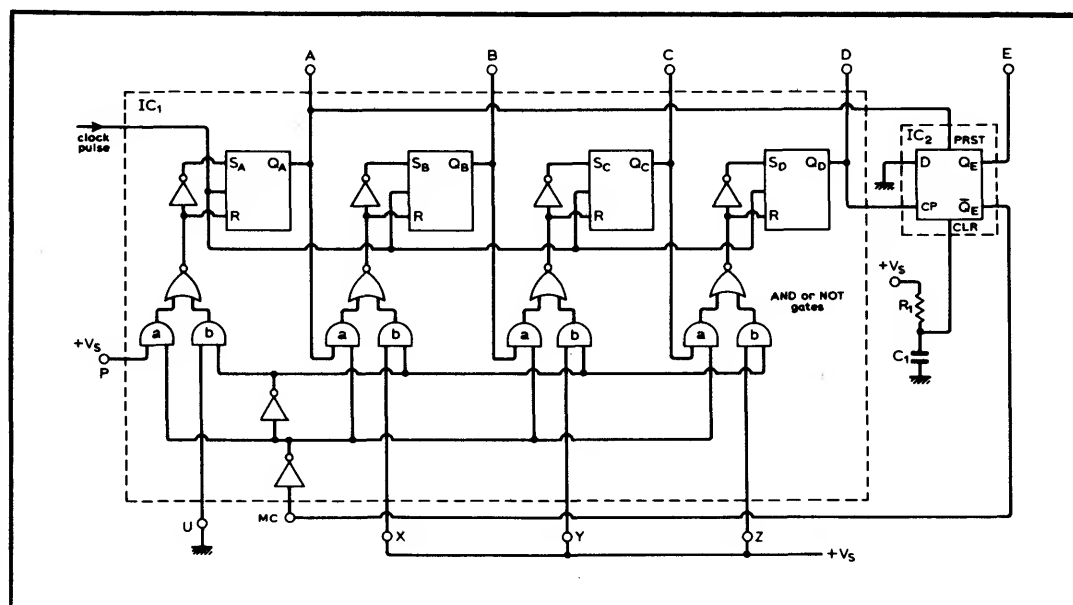 A B C D E
IC1
clock
pulse
SA QA
SB QB
SC QC
SD QD
R
R
R
R
IC2
PRST
D QE
CP Q̅E
CLR
+VS
R1
C1
+VS
P
a b
a b
a b
a b
AND or NOT
gates
U
MC
X
Y
Z
+VS